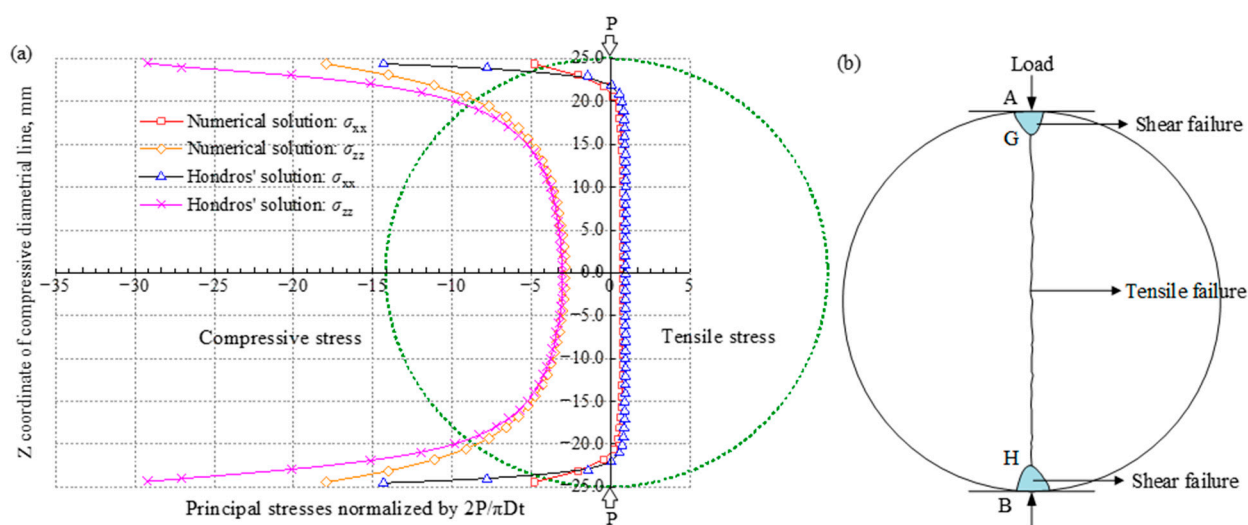 P
(a)
25.0
20.0
15.0
10.0
5.0
0.0
−5.0
−10.0
−15.0
−20.0
−25.0
−35
−30
−25
−20
−15
−10
−5
0
5
Z coordinate of compressive diametrial line, mm
Numerical solution: σxx
Numerical solution: σzz
Hondros' solution: σxx
Hondros' solution: σzz
Compressive stress
Tensile stress
Principal stresses normalized by 2P/πDt
P
(b)
Load
A
G
Shear failure
Tensile failure
H
Shear failure
B